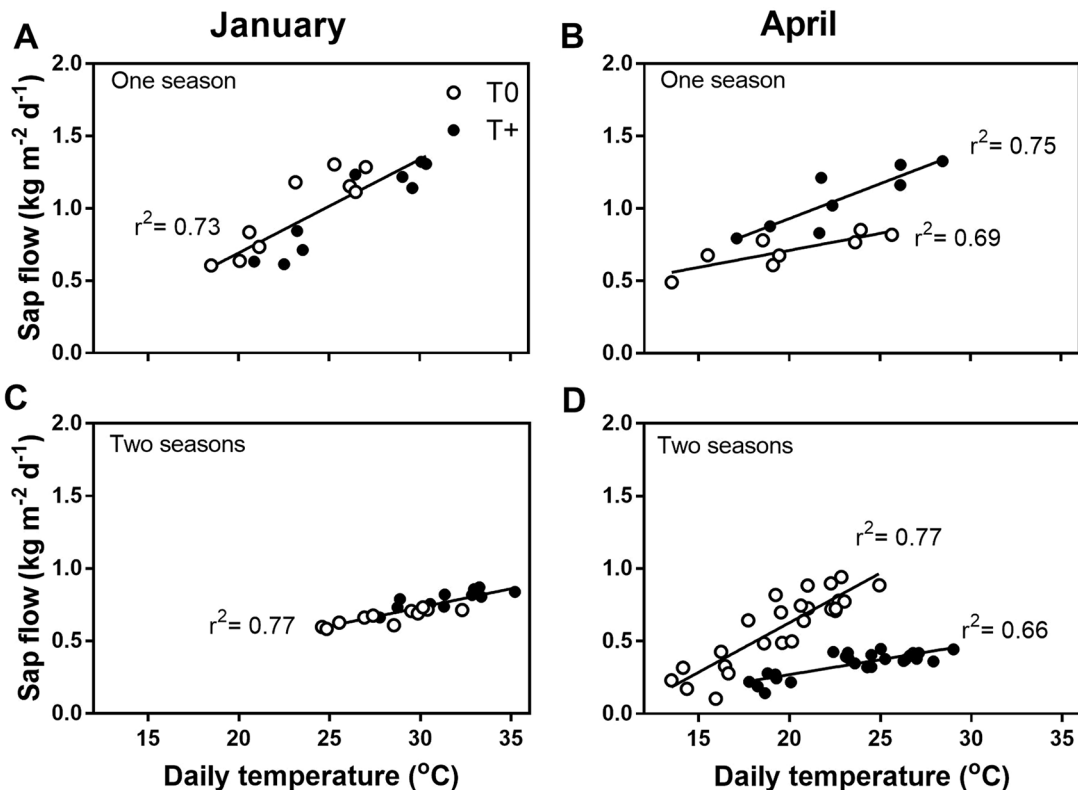 January
April
A
B
One season
T0
T+
r²= 0.73
Sap flow (kg m⁻² d⁻¹)
2.0
1.5
1.0
0.5
0.0
One season
r²= 0.75
r²= 0.69
2.0
1.5
1.0
0.5
0.0
C
D
Two seasons
r²= 0.77
Sap flow (kg m⁻² d⁻¹)
2.0
1.5
1.0
0.5
0.0
15 20 25 30 35
Daily temperature (°C)
Two seasons
r²= 0.77
r²= 0.66
2.0
1.5
1.0
0.5
0.0
15 20 25 30 35
Daily temperature (°C)